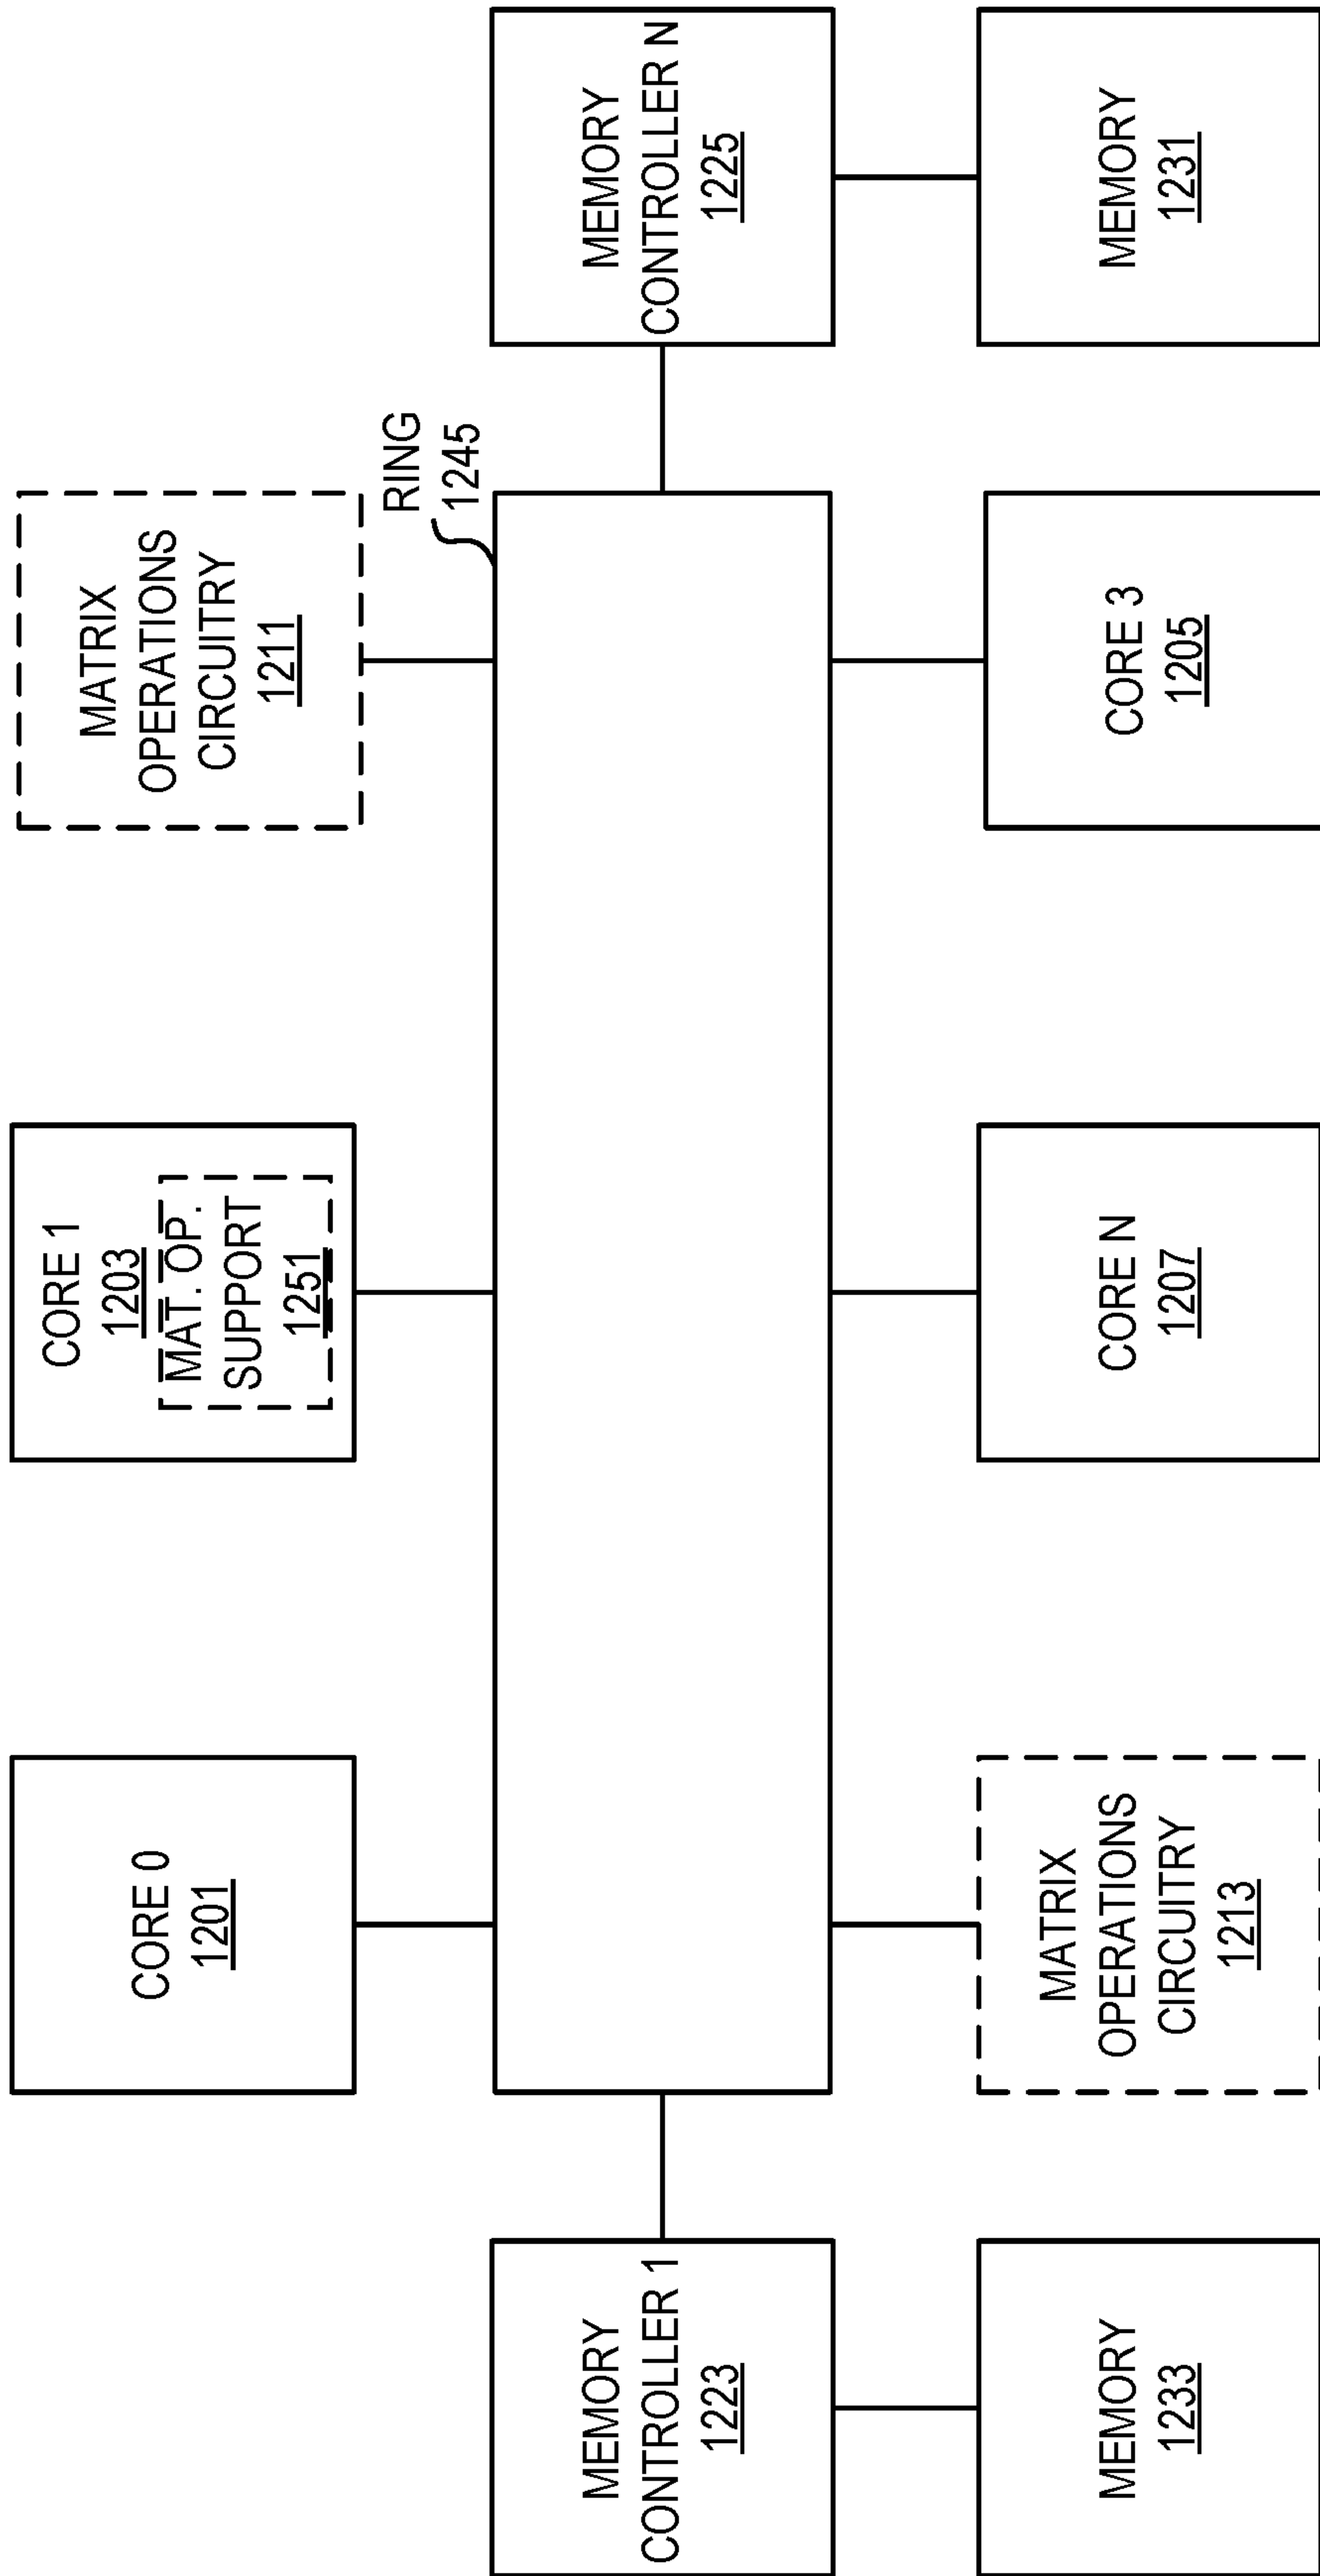 CORE 0
1201
CORE 1
1203
MAT. OP.
SUPPORT
1251
MATRIX
OPERATIONS
CIRCUITRY
1211
RING
1245
MEMORY
CONTROLLER 1
1223
MEMORY
CONTROLLER N
1225
MEMORY
1233
MATRIX
OPERATIONS
CIRCUITRY
1213
CORE N
1207
CORE 3
1205
MEMORY
1231